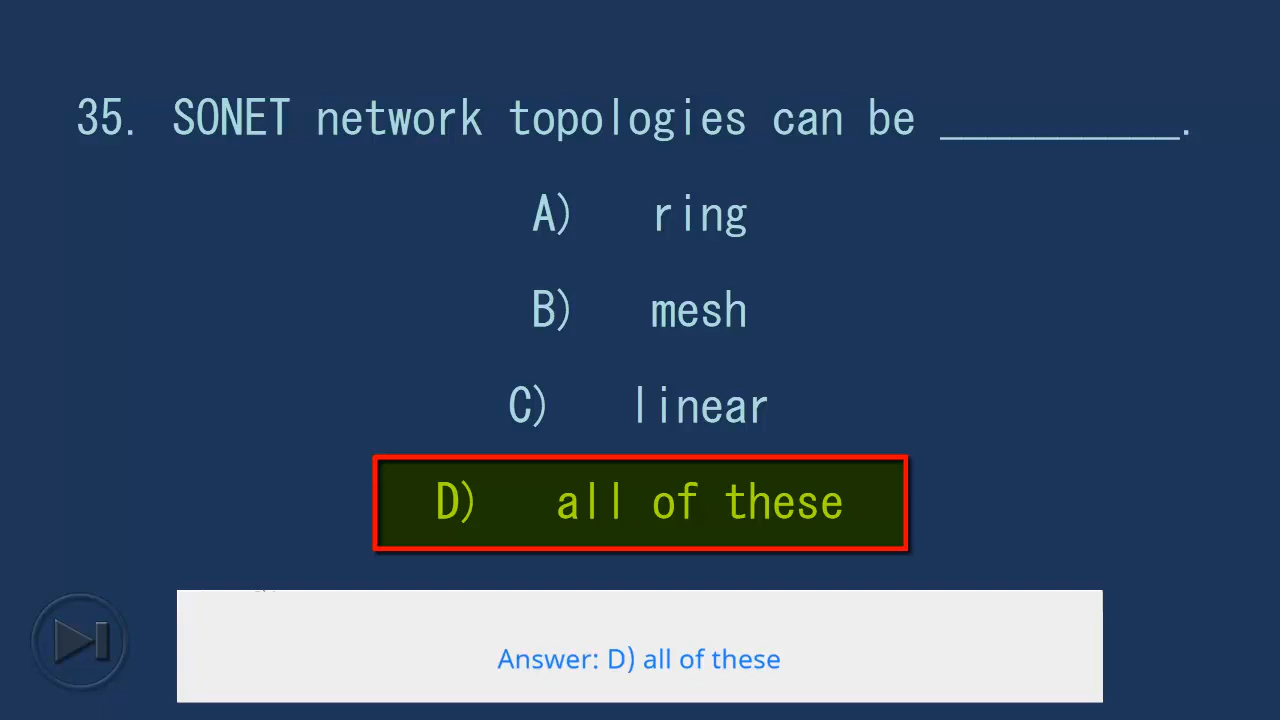 35. SONET network topologies can be __________.
A) ring
B) mesh
C) linear
D) all of these
Answer: D) all of these